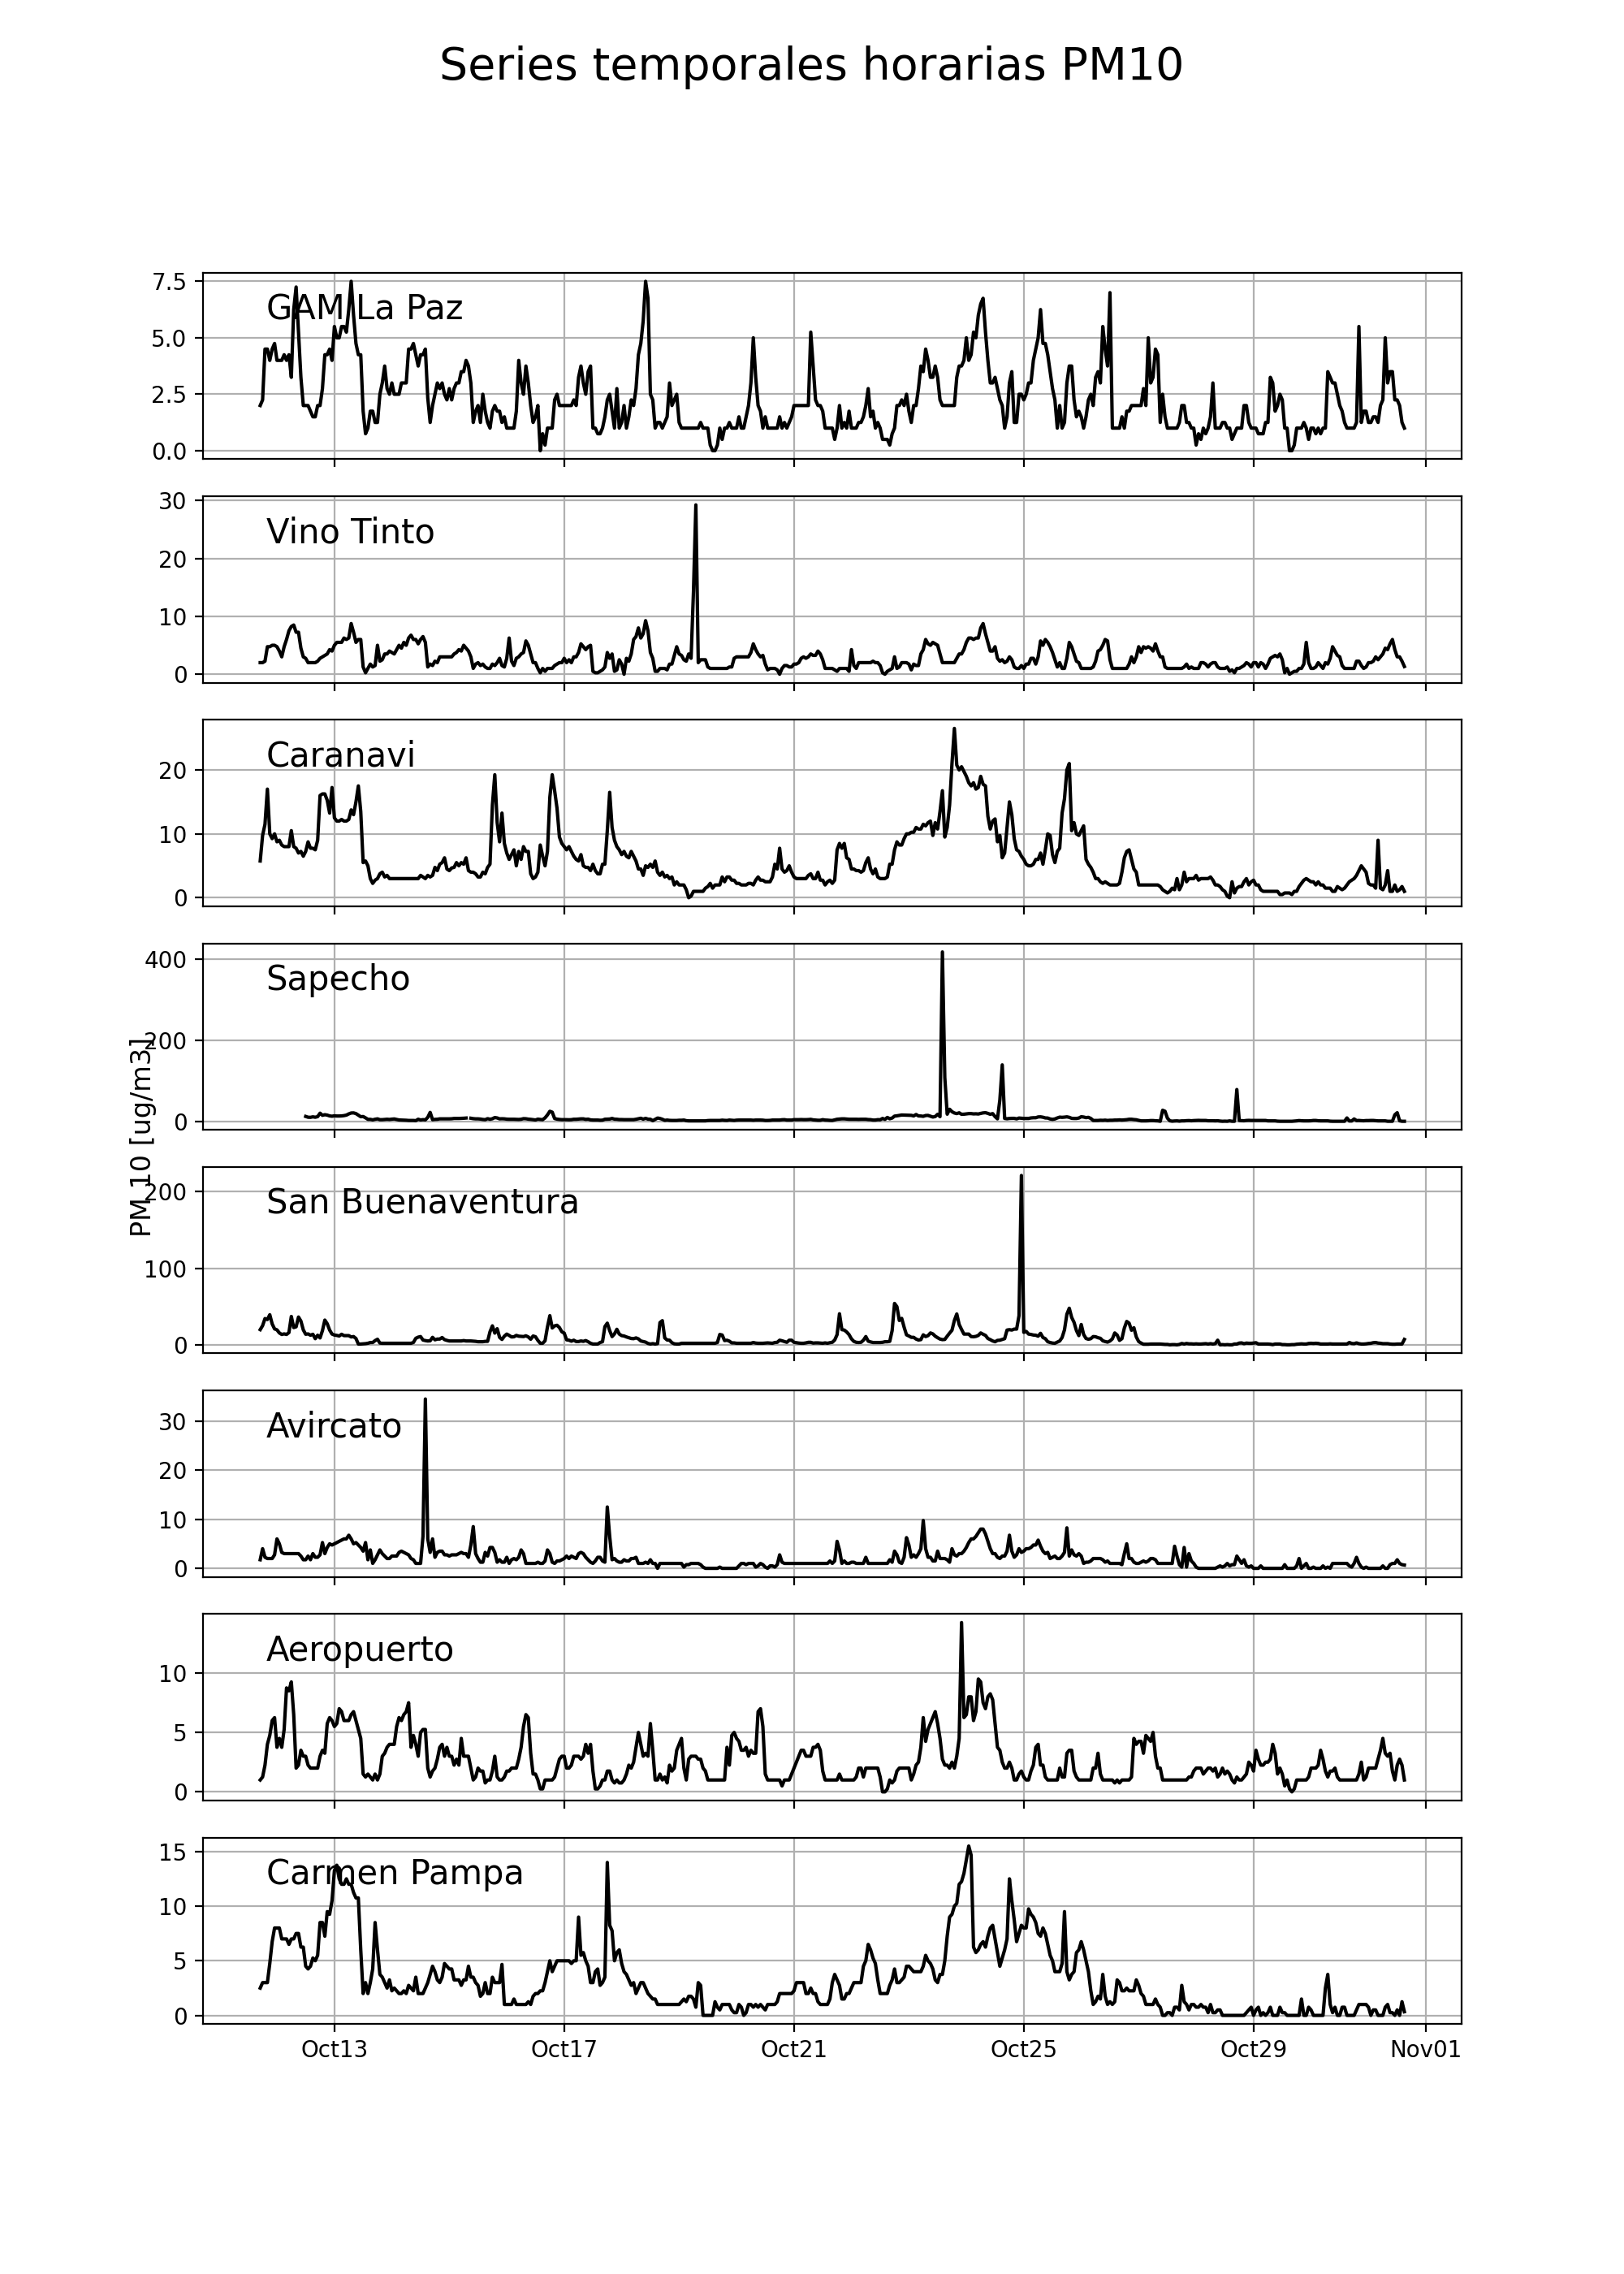 Series temporales horarias PM10
7.5
GAM La Paz
5.0
2.5
0.0
30
Vino Tinto
20
10
0
Caranavi
20
10
0
400
Sapecho
200
0
PM 10 [ug/m3]
200
San Buenaventura
100
0
30
Avircato
20
10
0
Aeropuerto
10
5
0
15
Carmen Pampa
10
5
0
Oct13 Oct17 Oct21 Oct25 Oct29 Nov01